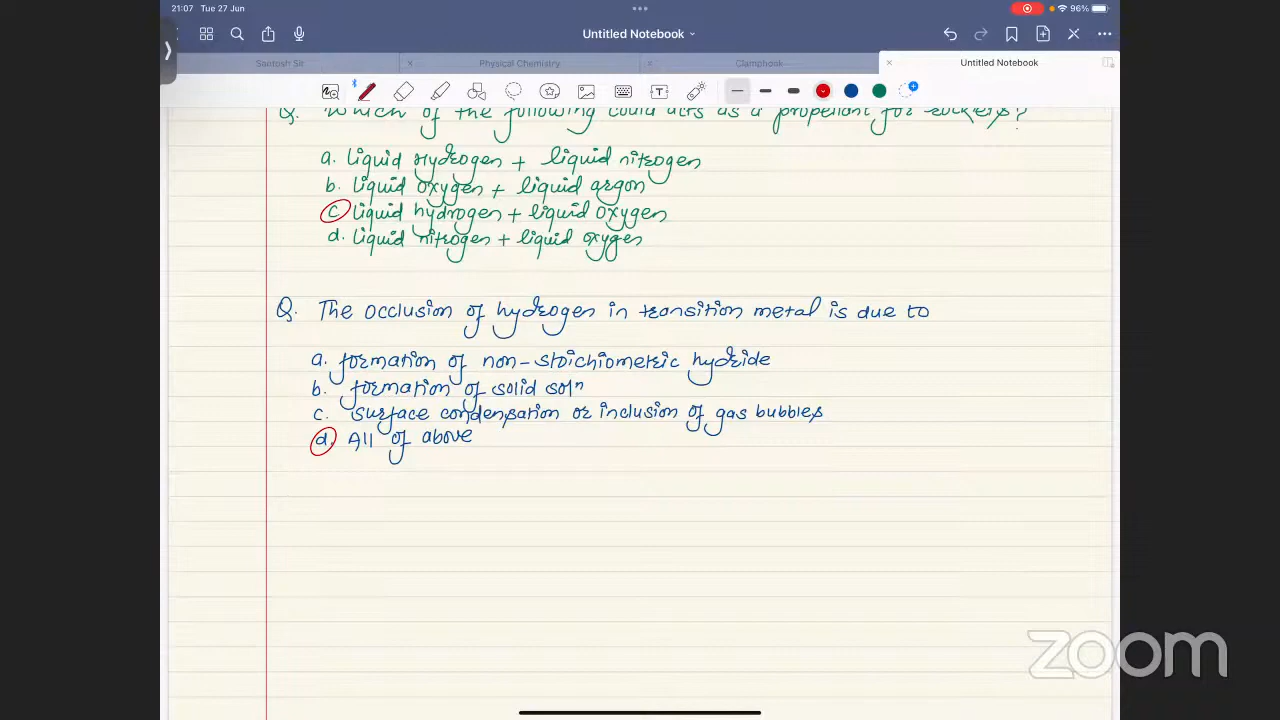 21:07 Tue 27 Jun
96%
Untitled Notebook
Santosh Sir
Physical Chemistry
Clamphook
Untitled Notebook
Q. Which of the following could acts as a propellant for rockets?
a. liquid Hydrogen + liquid nitrogen
b. liquid oxygen + liquid argon
c. liquid hydrogen + liquid oxygen
d. liquid nitrogen + liquid oxygen
Q. The occlusion of hydrogen in transition metal is due to
a. formation of non-stoichiometric hydride
b. formation of solid solⁿ
c. surface condensation or inclusion of gas bubbles
d. All of above
zoom